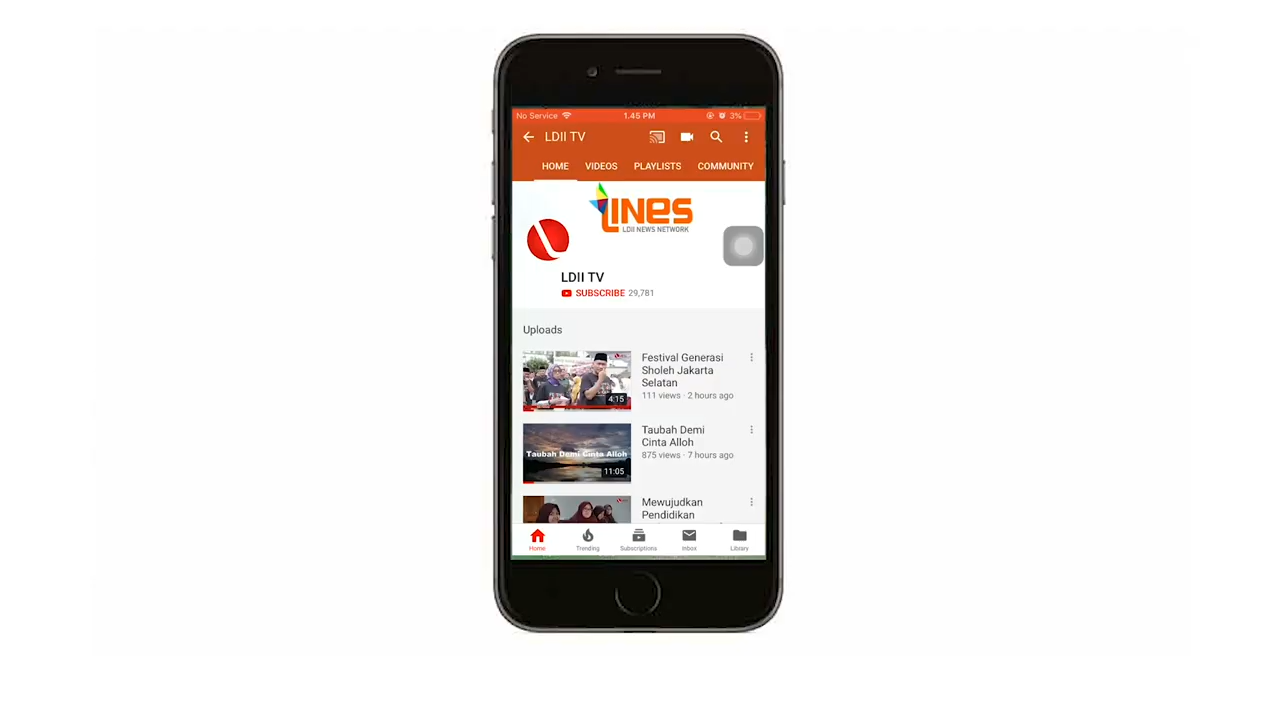 No Service
1.45 PM
3%
LDII TV
HOME VIDEOS PLAYLISTS COMMUNITY
LINES
LDII NEWS NETWORK
LDII TV
SUBSCRIBE 29,781
Uploads
Festival Generasi
Sholeh Jakarta
Selatan
111 views · 2 hours ago
4:15
Taubah Demi
Cinta Alloh
875 views · 7 hours ago
Taubah Demi Cinta Alloh
11:05
Mewujudkan
Pendidikan
Home Trending Subscriptions Inbox Library